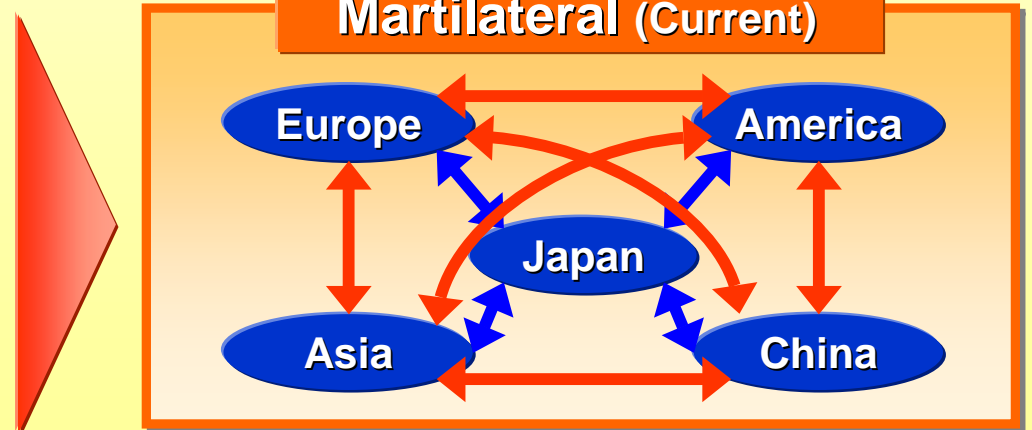 Martilateral (Current)
Europe
America
Japan
Asia
China